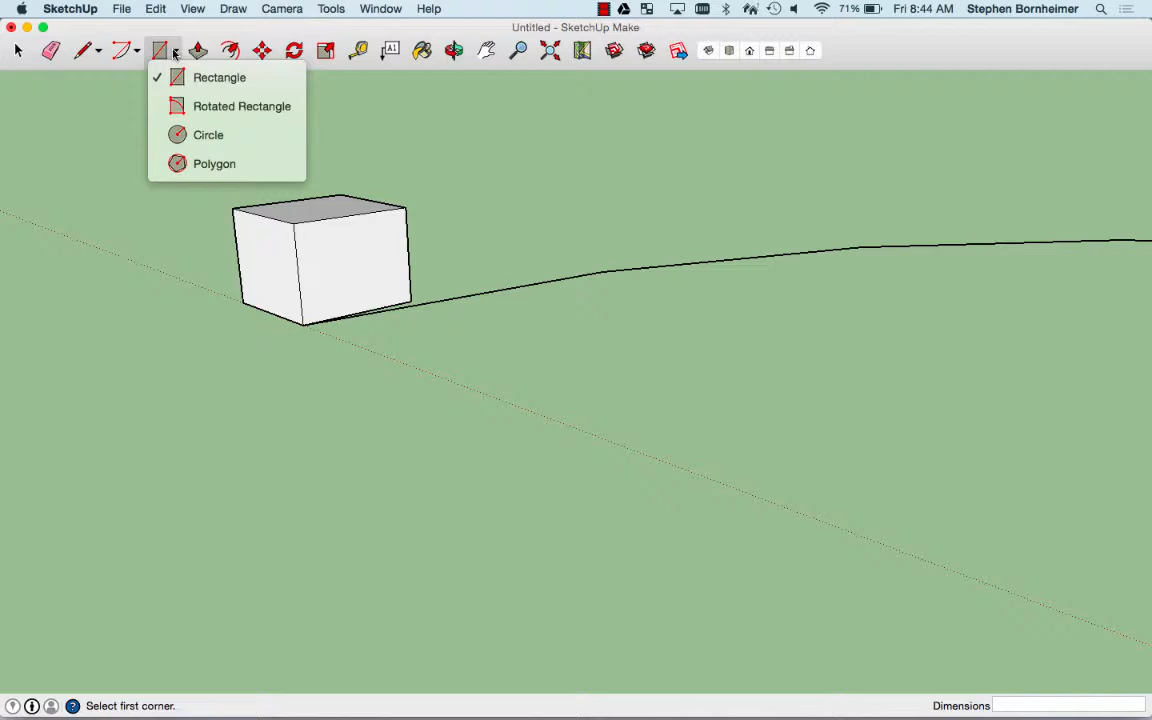 SketchUp File Edit View Draw Camera Tools Window Help 71% Fri 8:44 AM Stephen Bornheimer
Untitled - SketchUp Make
A1
Rectangle
Rotated Rectangle
Circle
Polygon
Select first corner.
Dimensions